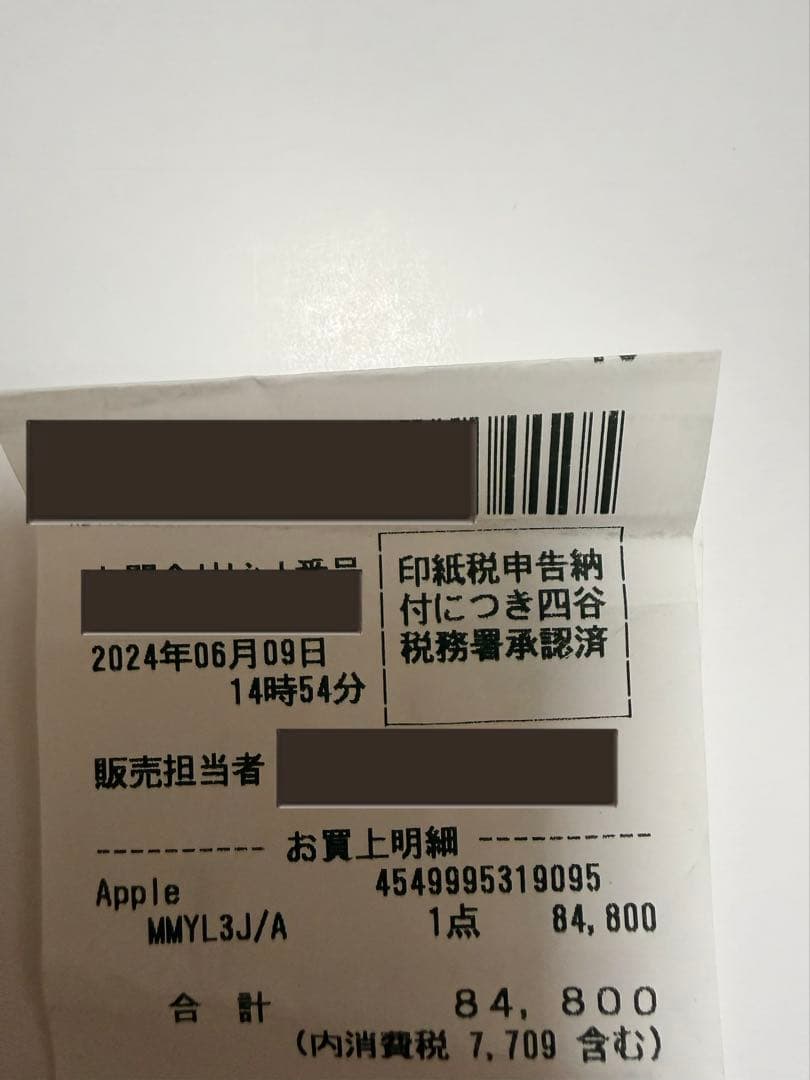 印紙税申告納
付につき四谷
税務署承認済
2024年06月09日
14時54分
販売担当者
お買上明細
Apple 4549995319095
MMYL3J/A 1点 84,800
合計 84,800
(内消費税 7,709 含む)